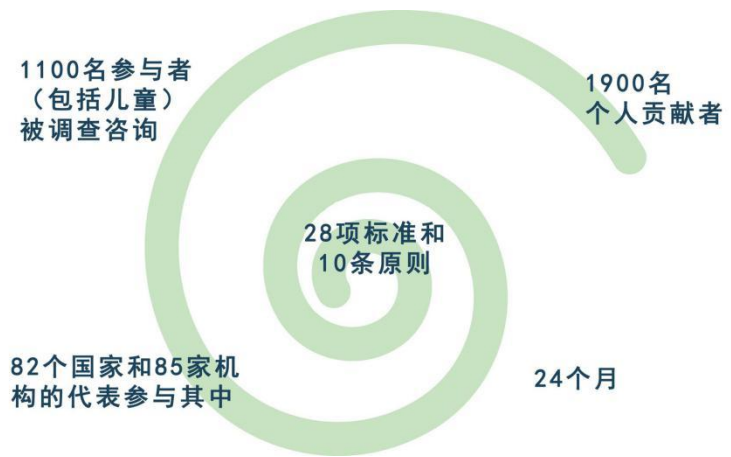 1100名参与者
（包括儿童）
被调查咨询
1900名
个人贡献者
28项标准和
10条原则
82个国家和85家机
构的代表参与其中
24个月